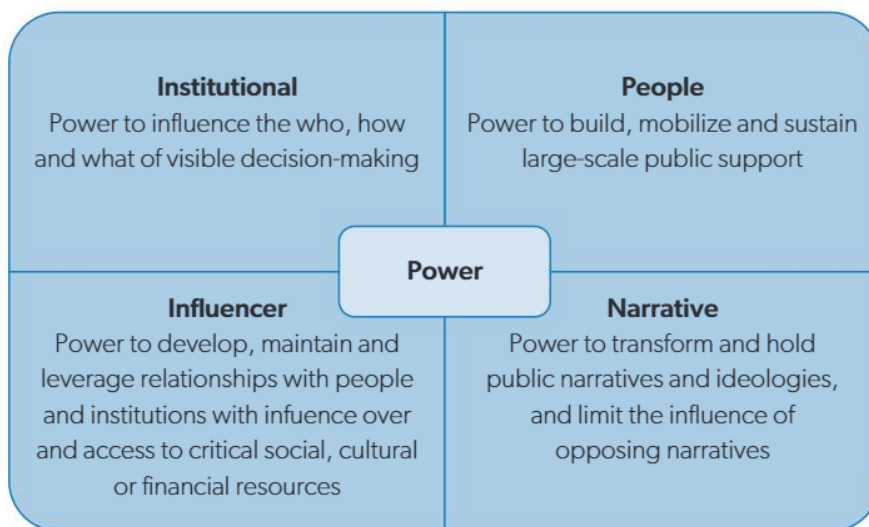 Institutional
Power to influence the who, how
and what of visible decision-making
People
Power to build, mobilize and sustain
large-scale public support
Power
Influencer
Power to develop, maintain and
leverage relationships with people
and institutions with infuence over
and access to critical social, cultural
or financial resources
Narrative
Power to transform and hold
public narratives and ideologies,
and limit the influence of
opposing narratives